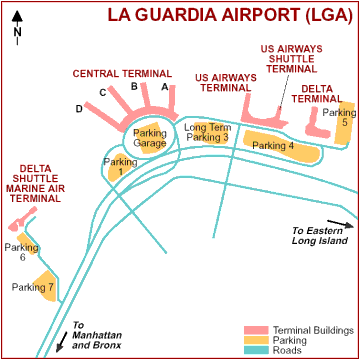 LA GUARDIA AIRPORT (LGA)
N
US AIRWAYS
SHUTTLE
TERMINAL
CENTRAL TERMINAL
US AIRWAYS
TERMINAL
DELTA
TERMINAL
A
B
C
D
Parking
5
Parking
Garage
Long Term
Parking 3
Parking 4
Parking
1
DELTA
SHUTTLE
MARINE AIR
TERMINAL
Parking
6
Parking 7
To Eastern
Long Island
To
Manhattan
and Bronx
Terminal Buildings
Parking
Roads